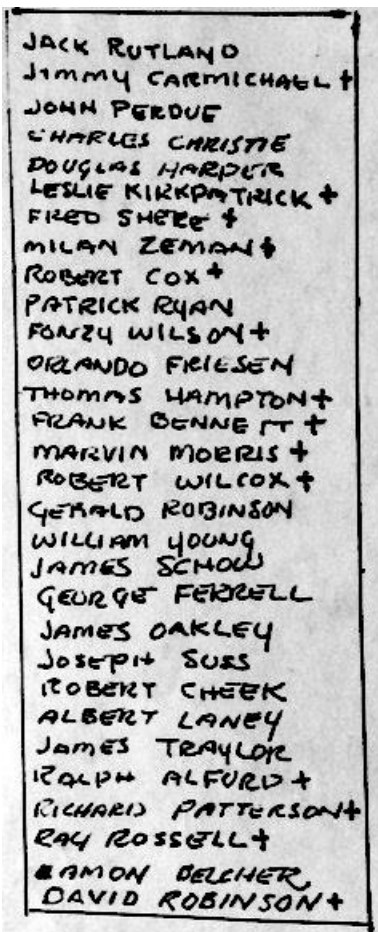 JACK RUTLAND
JIMMY CARMICHAEL +
JOHN PERDUE
CHARLES CHRISTIE
DOUGLAS HARPER
LESLIE KIRKPATRICK +
FRED SHERE +
MILAN ZEMAN +
ROBERT COX +
PATRICK RYAN
FONZY WILSON +
ORLANDO FRIESEN
THOMAS HAMPTON +
FRANK BENNETT +
MARVIN MORRIS +
ROBERT WILCOX +
GERALD ROBINSON
WILLIAM YOUNG
JAMES SCHOW
GEORGE FERRELL
JAMES OAKLEY
JOSEPH SUSS
ROBERT CHEEK
ALBERT LANEY
JAMES TRAYLOR
RALPH ALFURD +
RICHARD PATTERSON +
RAY ROSSELL +
RAMON BELCHER
DAVID ROBINSON +